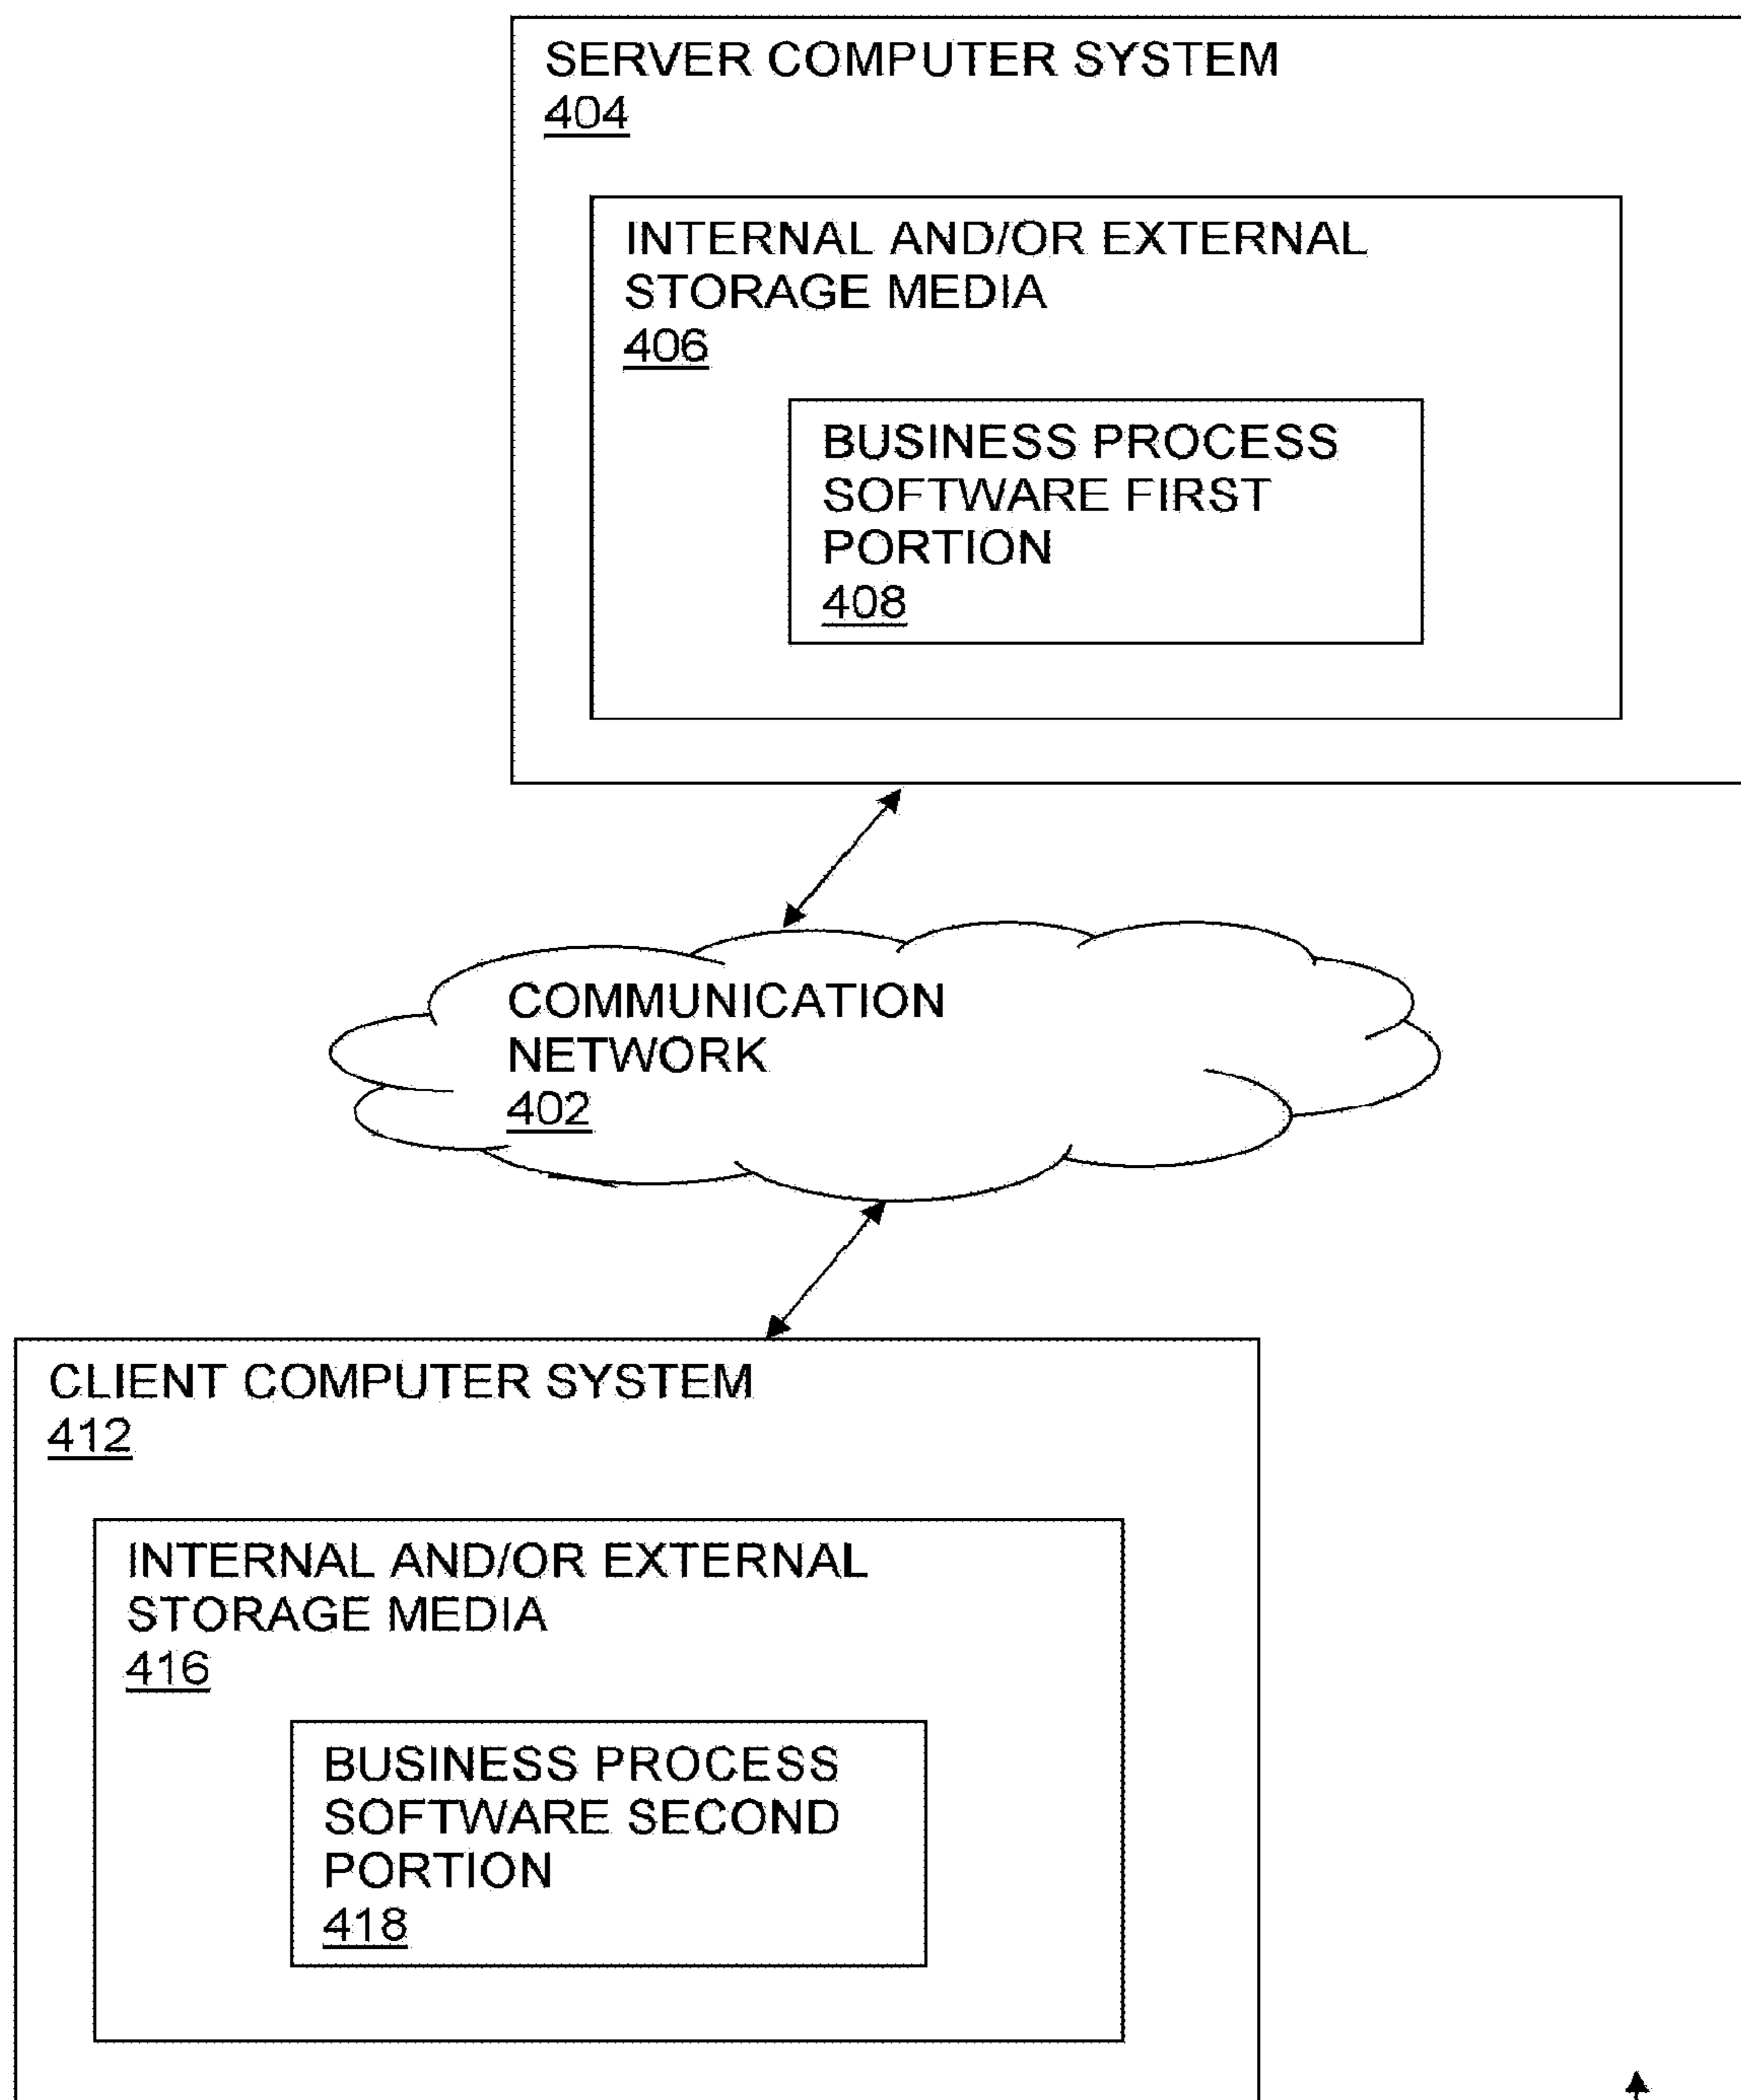 SERVER COMPUTER SYSTEM
404
INTERNAL AND/OR EXTERNAL
STORAGE MEDIA
406
BUSINESS PROCESS
SOFTWARE FIRST
PORTION
408
COMMUNICATION
NETWORK
402
CLIENT COMPUTER SYSTEM
412
INTERNAL AND/OR EXTERNAL
STORAGE MEDIA
416
BUSINESS PROCESS
SOFTWARE SECOND
PORTION
418